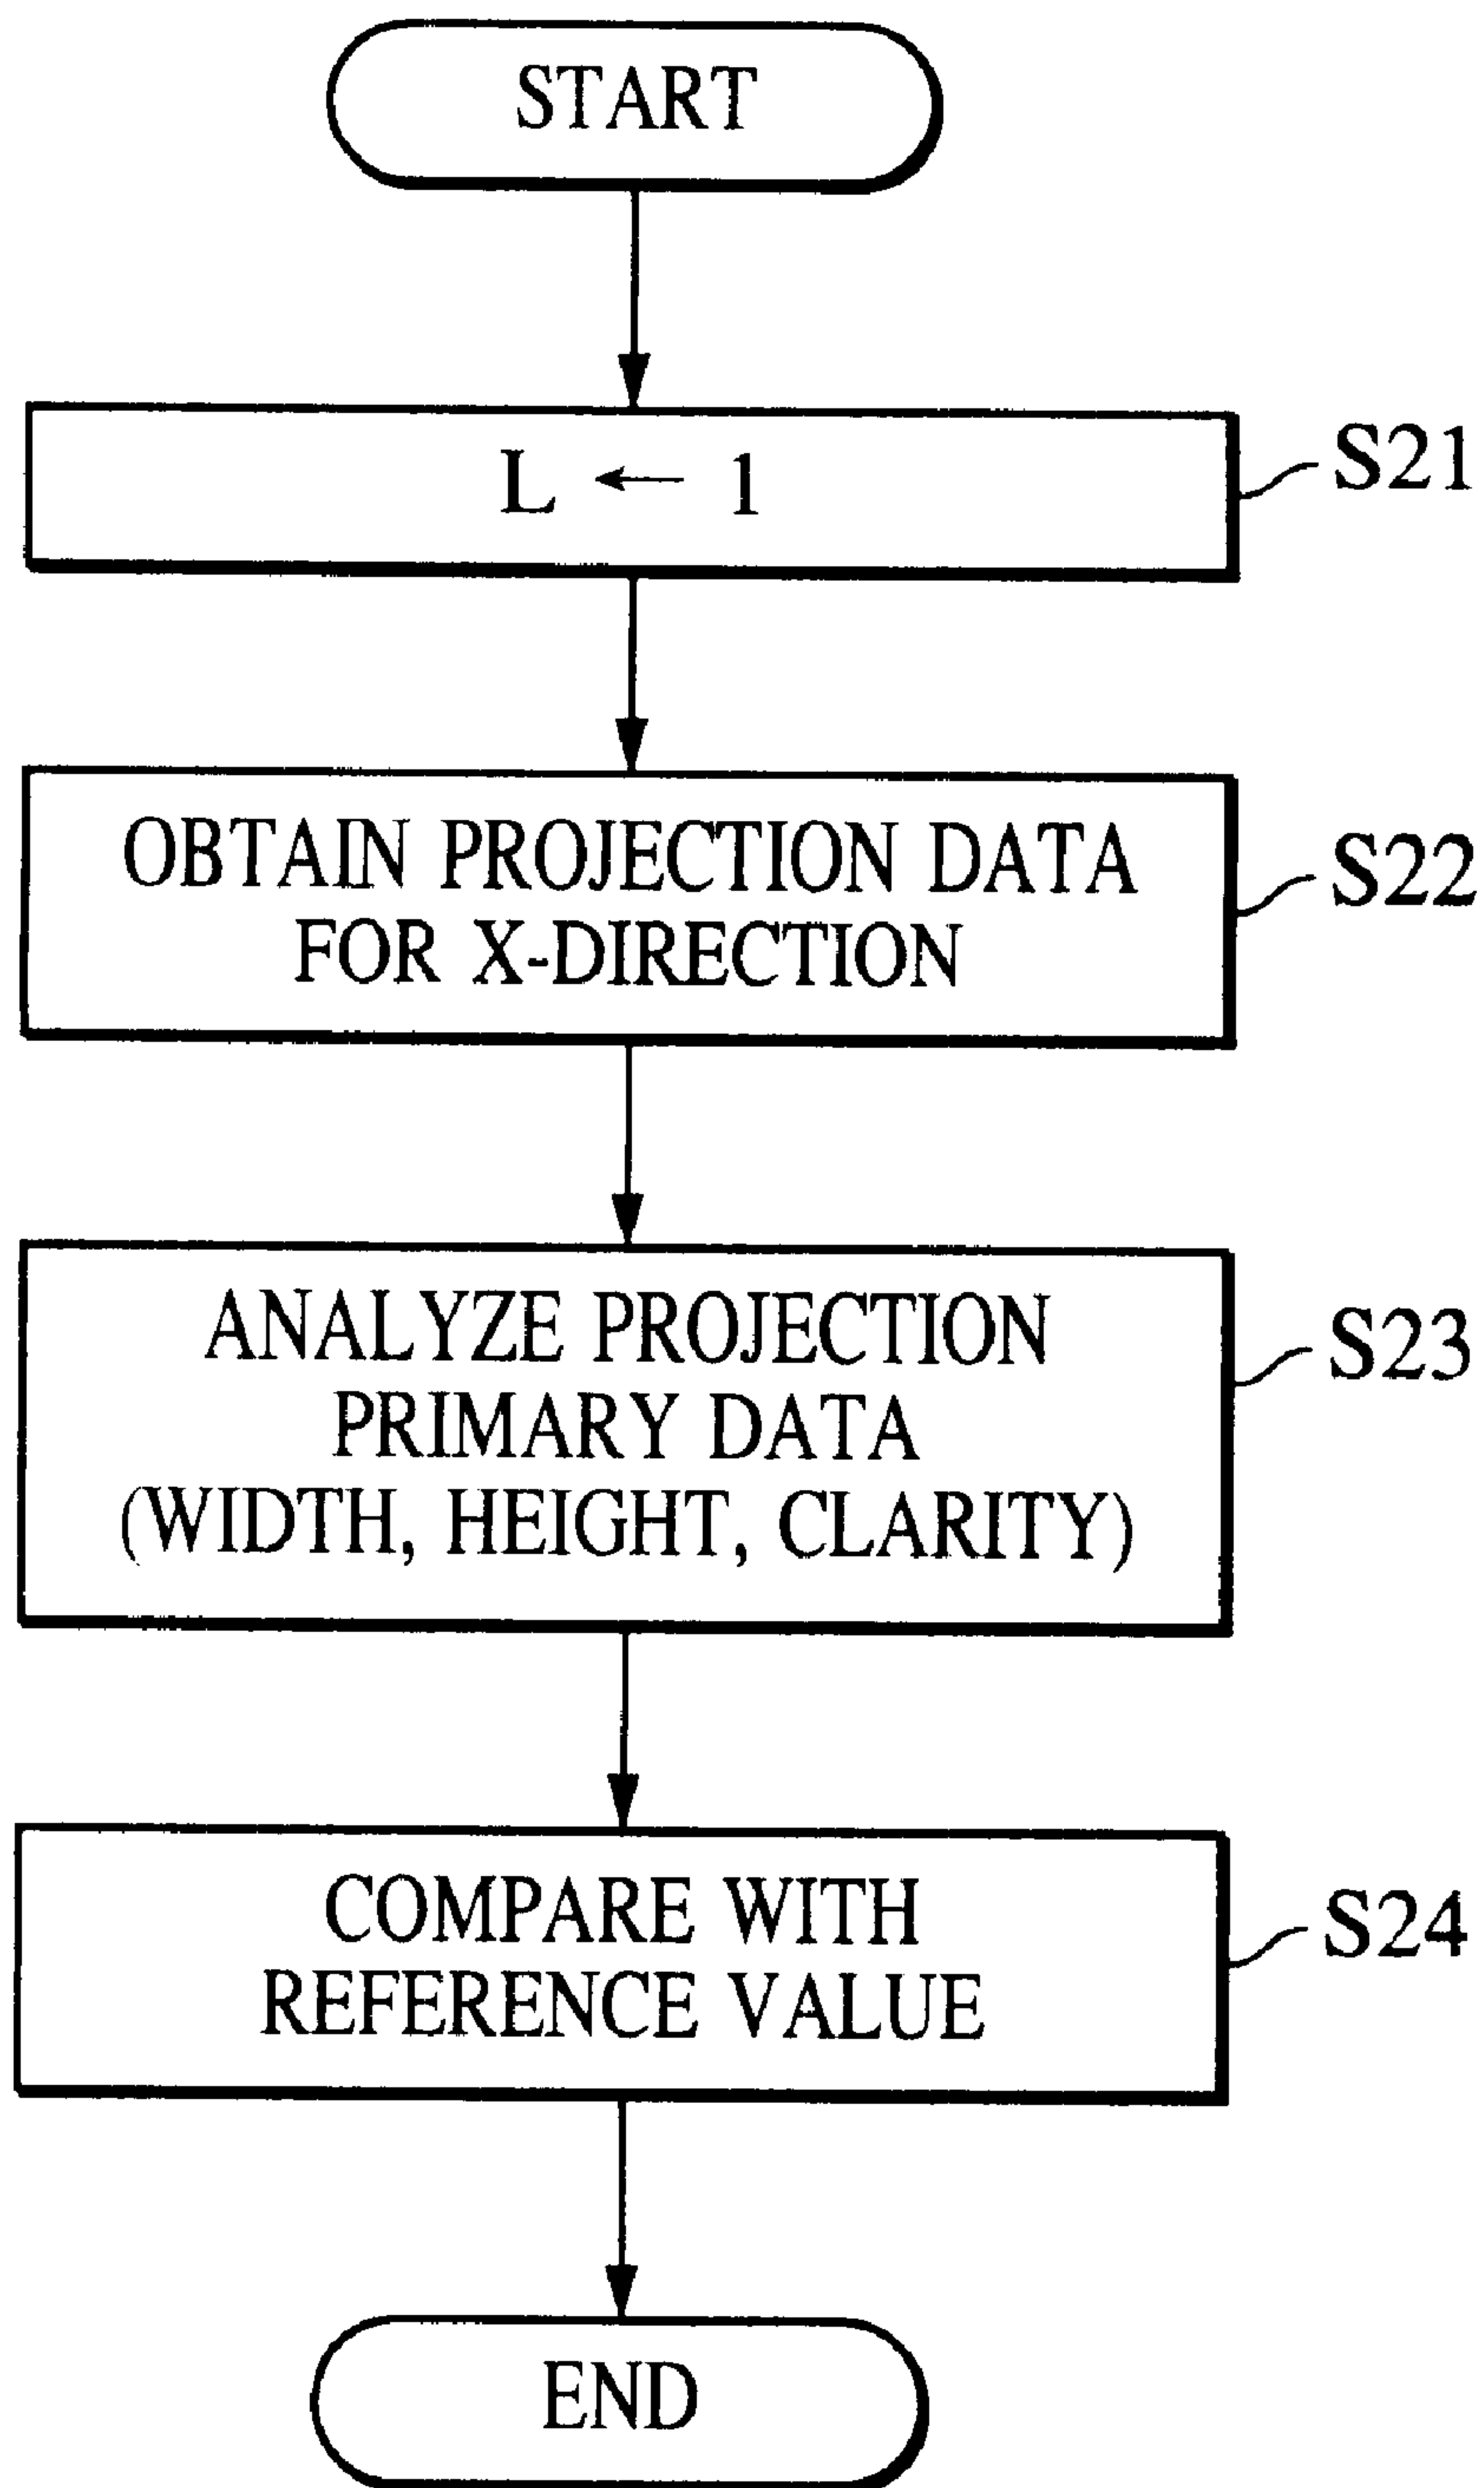 START
L ← 1
S21
OBTAIN PROJECTION DATA
FOR X-DIRECTION
S22
ANALYZE PROJECTION
PRIMARY DATA
(WIDTH, HEIGHT, CLARITY)
S23
COMPARE WITH
REFERENCE VALUE
S24
END